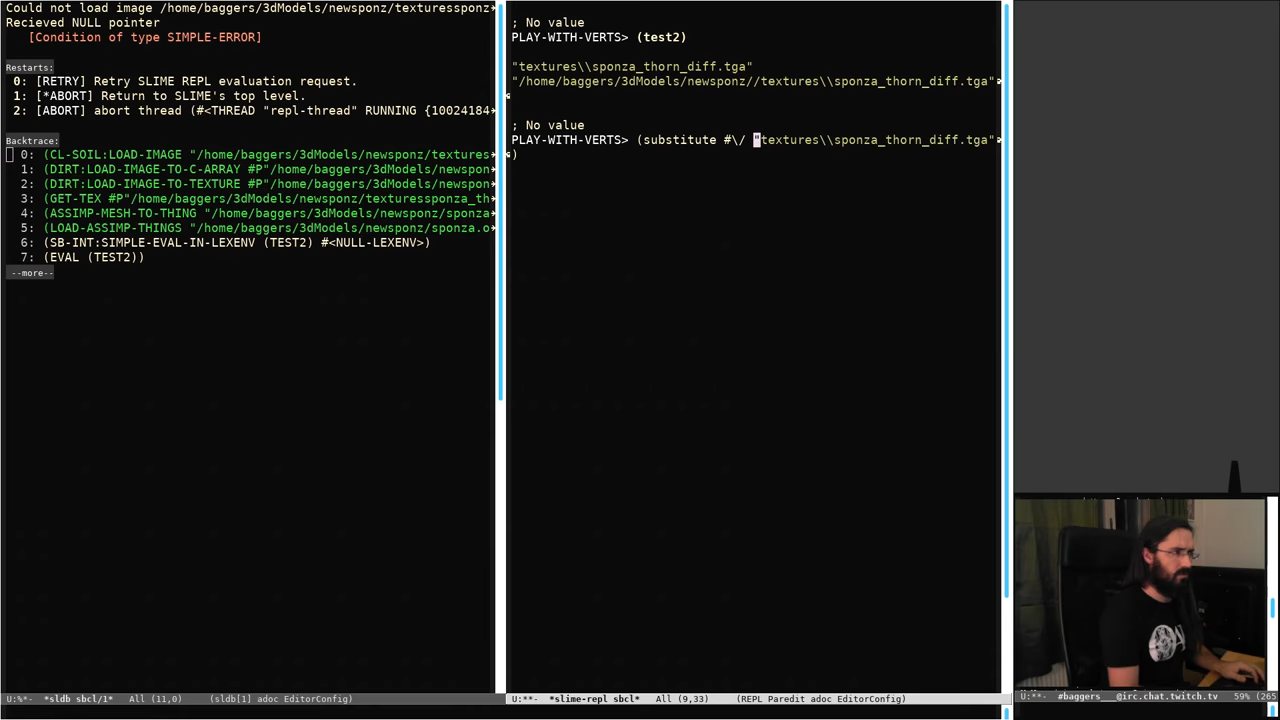 Could not load image /home/baggers/3dModels/newsponz/texturessponz
Recieved NULL pointer
[Condition of type SIMPLE-ERROR]
Restarts:
0: [RETRY] Retry SLIME REPL evaluation request.
1: [*ABORT] Return to SLIME's top level.
2: [ABORT] abort thread (#<THREAD "repl-thread" RUNNING {10024184
Backtrace:
0: (CL-SOIL:LOAD-IMAGE "/home/baggers/3dModels/newsponz/textures
1: (DIRT:LOAD-IMAGE-TO-C-ARRAY #P"/home/baggers/3dModels/newspon
2: (DIRT:LOAD-IMAGE-TO-TEXTURE #P"/home/baggers/3dModels/newspon
3: (GET-TEX #P"/home/baggers/3dModels/newsponz/texturessponza_th
4: (ASSIMP-MESH-TO-THING "/home/baggers/3dModels/newsponz/sponza
5: (LOAD-ASSIMP-THINGS "/home/baggers/3dModels/newsponz/sponza.o
6: (SB-INT:SIMPLE-EVAL-IN-LEXENV (TEST2) #<NULL-LEXENV>)
7: (EVAL (TEST2))
--more--
U:%*- *sldb sbcl/1* All (11,0) (sldb[1] adoc EditorConfig)
; No value
PLAY-WITH-VERTS> (test2)
"textures\\sponza_thorn_diff.tga"
"/home/baggers/3dModels/newsponz//textures\\sponza_thorn_diff.tga"
; No value
PLAY-WITH-VERTS> (substitute #\/ "textures\\sponza_thorn_diff.tga"
)
U:**- *slime-repl sbcl* All (9,33) (REPL Paredit adoc EditorConfig)
U:**- #baggers___@irc.chat.twitch.tv 59% (265